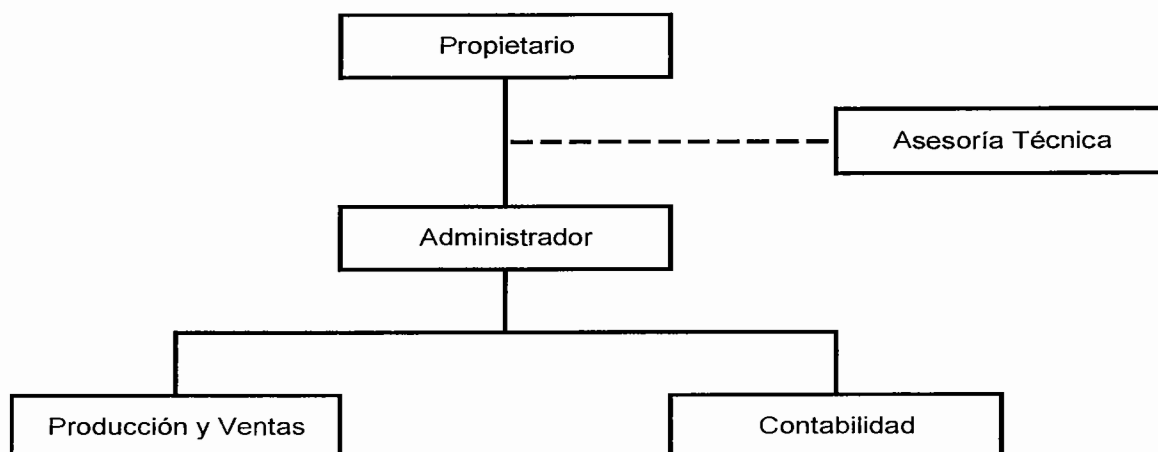 Propietario
Asesoría Técnica
Administrador
Producción y Ventas
Contabilidad